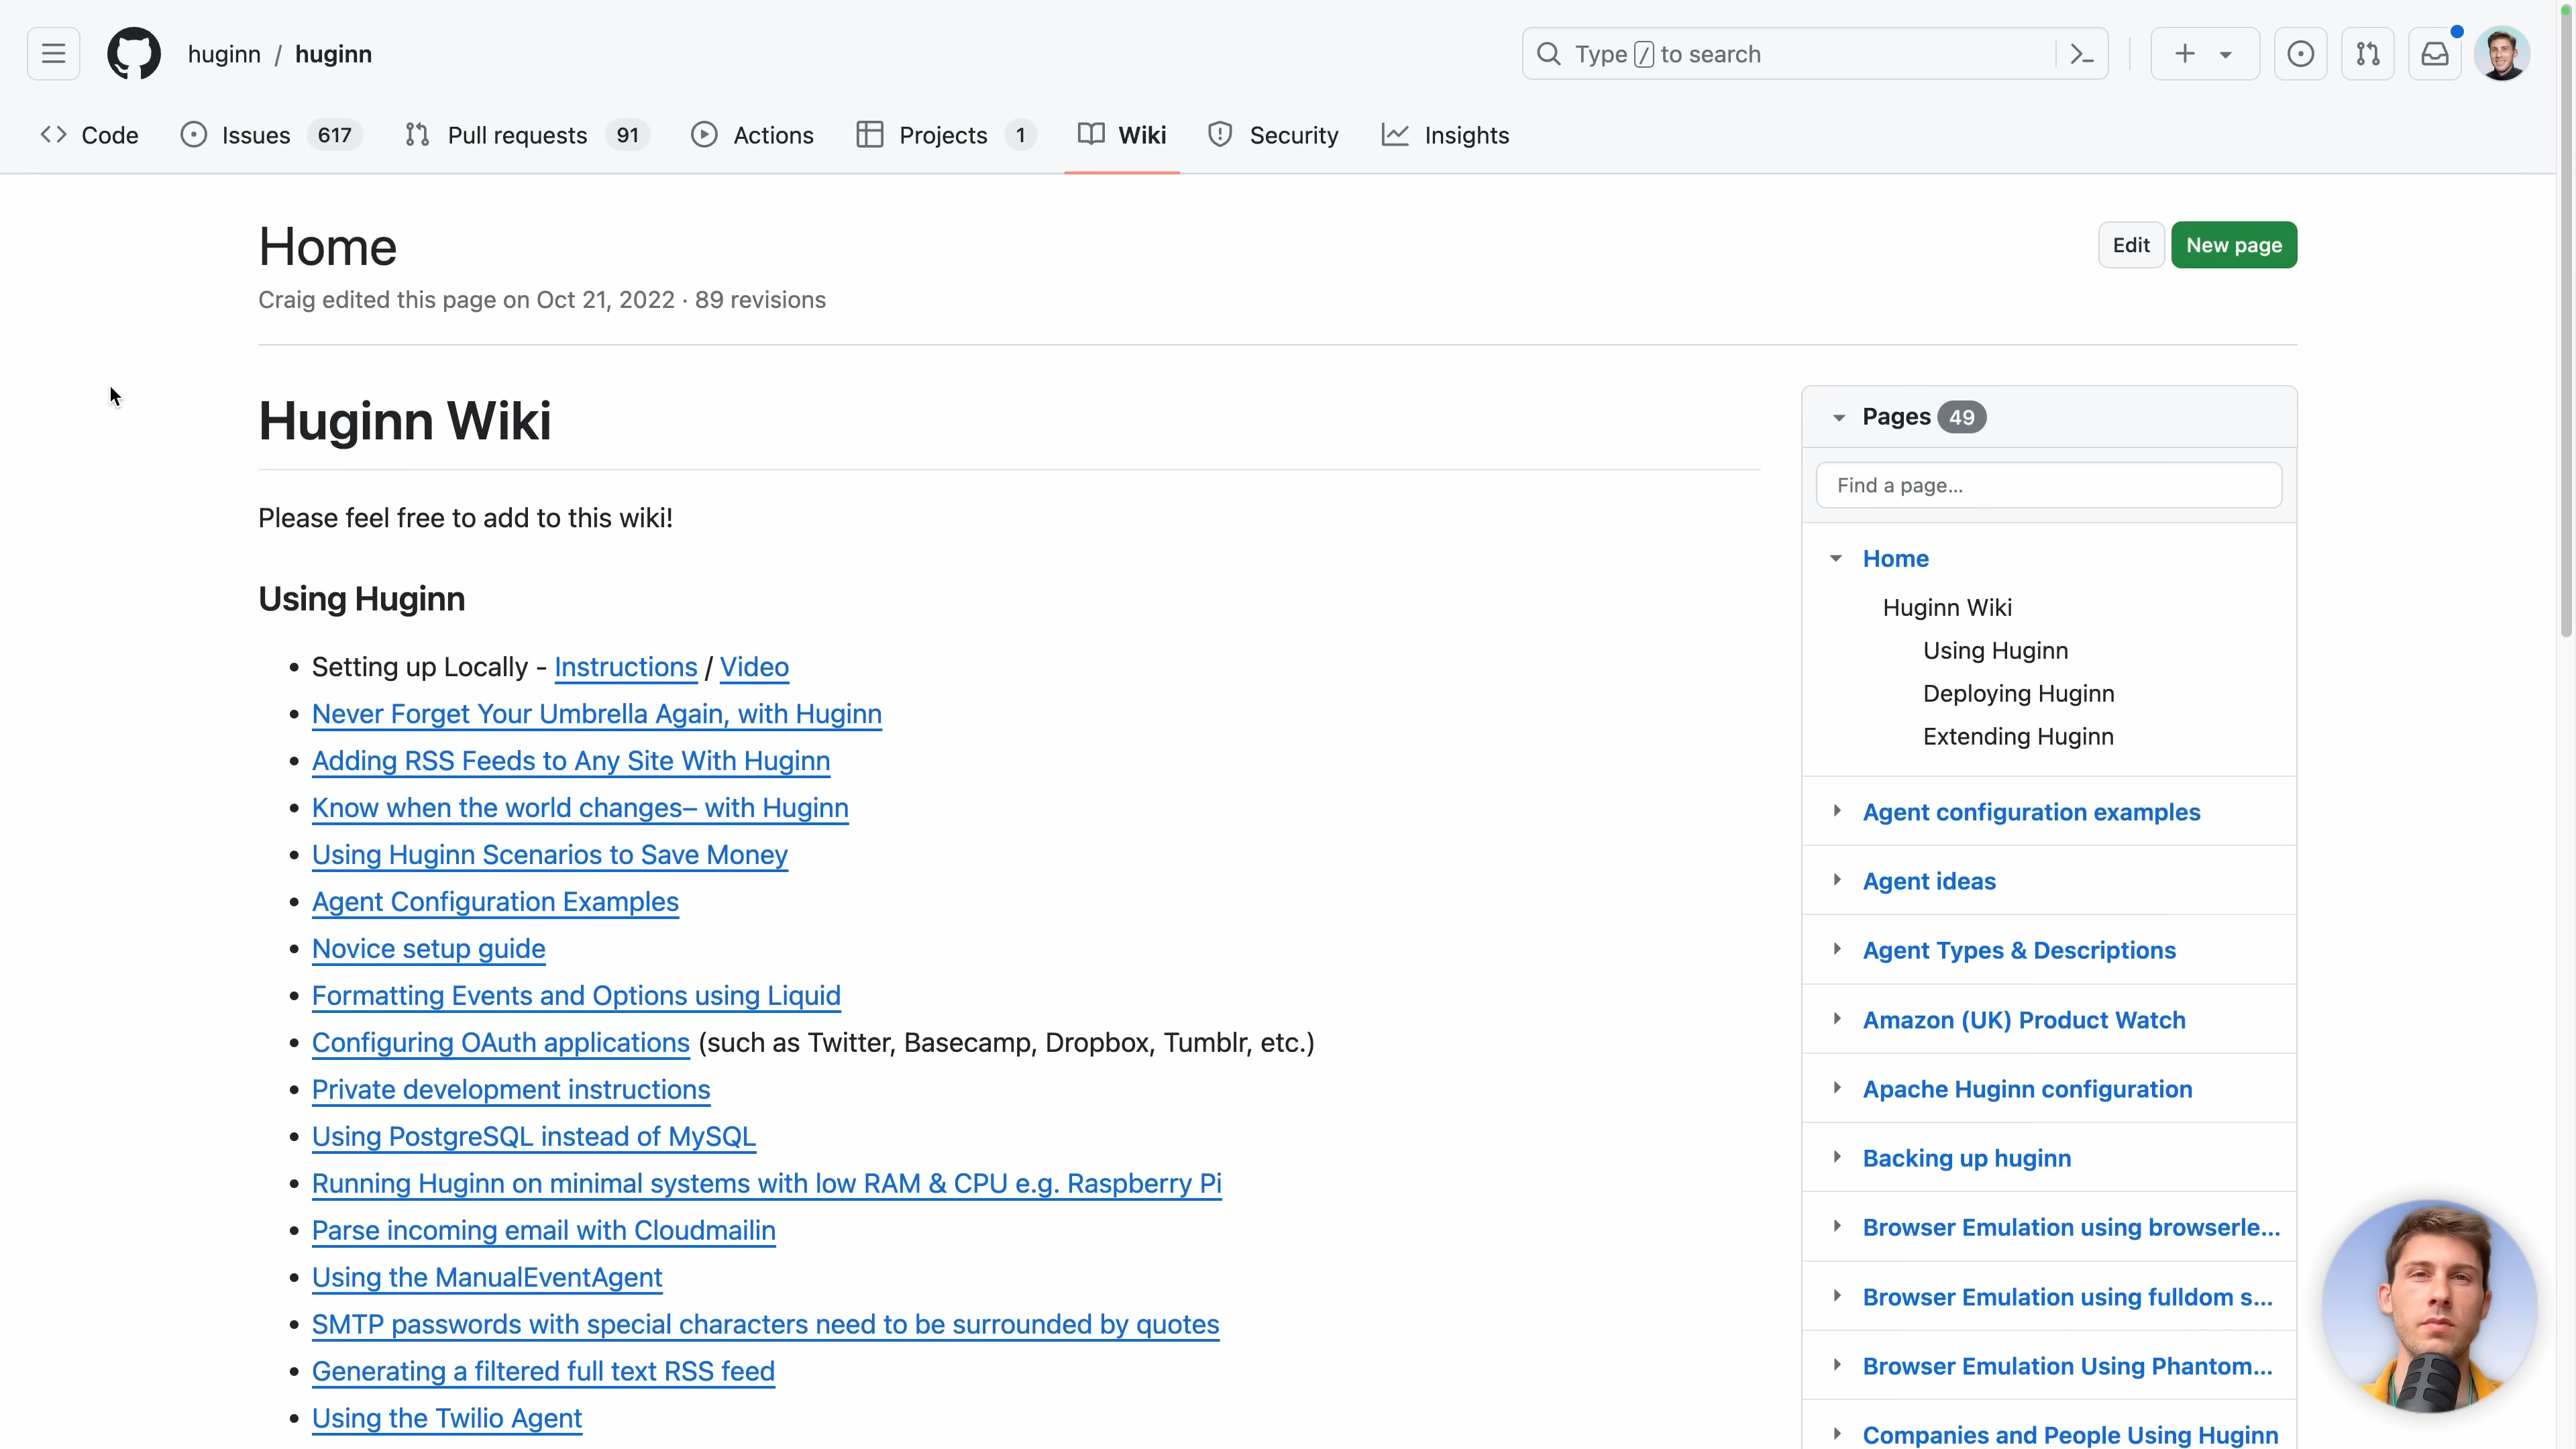 huginn / huginn
Type / to search
Code
Issues 617
Pull requests 91
Actions
Projects 1
Wiki
Security
Insights
Home
Edit
New page
Craig edited this page on Oct 21, 2022 · 89 revisions
Huginn Wiki
Please feel free to add to this wiki!
Using Huginn
• Setting up Locally - Instructions / Video
• Never Forget Your Umbrella Again, with Huginn
• Adding RSS Feeds to Any Site With Huginn
• Know when the world changes– with Huginn
• Using Huginn Scenarios to Save Money
• Agent Configuration Examples
• Novice setup guide
• Formatting Events and Options using Liquid
• Configuring OAuth applications (such as Twitter, Basecamp, Dropbox, Tumblr, etc.)
• Private development instructions
• Using PostgreSQL instead of MySQL
• Running Huginn on minimal systems with low RAM & CPU e.g. Raspberry Pi
• Parse incoming email with Cloudmailin
• Using the ManualEventAgent
• SMTP passwords with special characters need to be surrounded by quotes
• Generating a filtered full text RSS feed
• Using the Twilio Agent
Pages 49
Find a page...
Home
Huginn Wiki
Using Huginn
Deploying Huginn
Extending Huginn
Agent configuration examples
Agent ideas
Agent Types & Descriptions
Amazon (UK) Product Watch
Apache Huginn configuration
Backing up huginn
Browser Emulation using browserle...
Browser Emulation using fulldom s...
Browser Emulation Using Phantom...
Companies and People Using Huginn